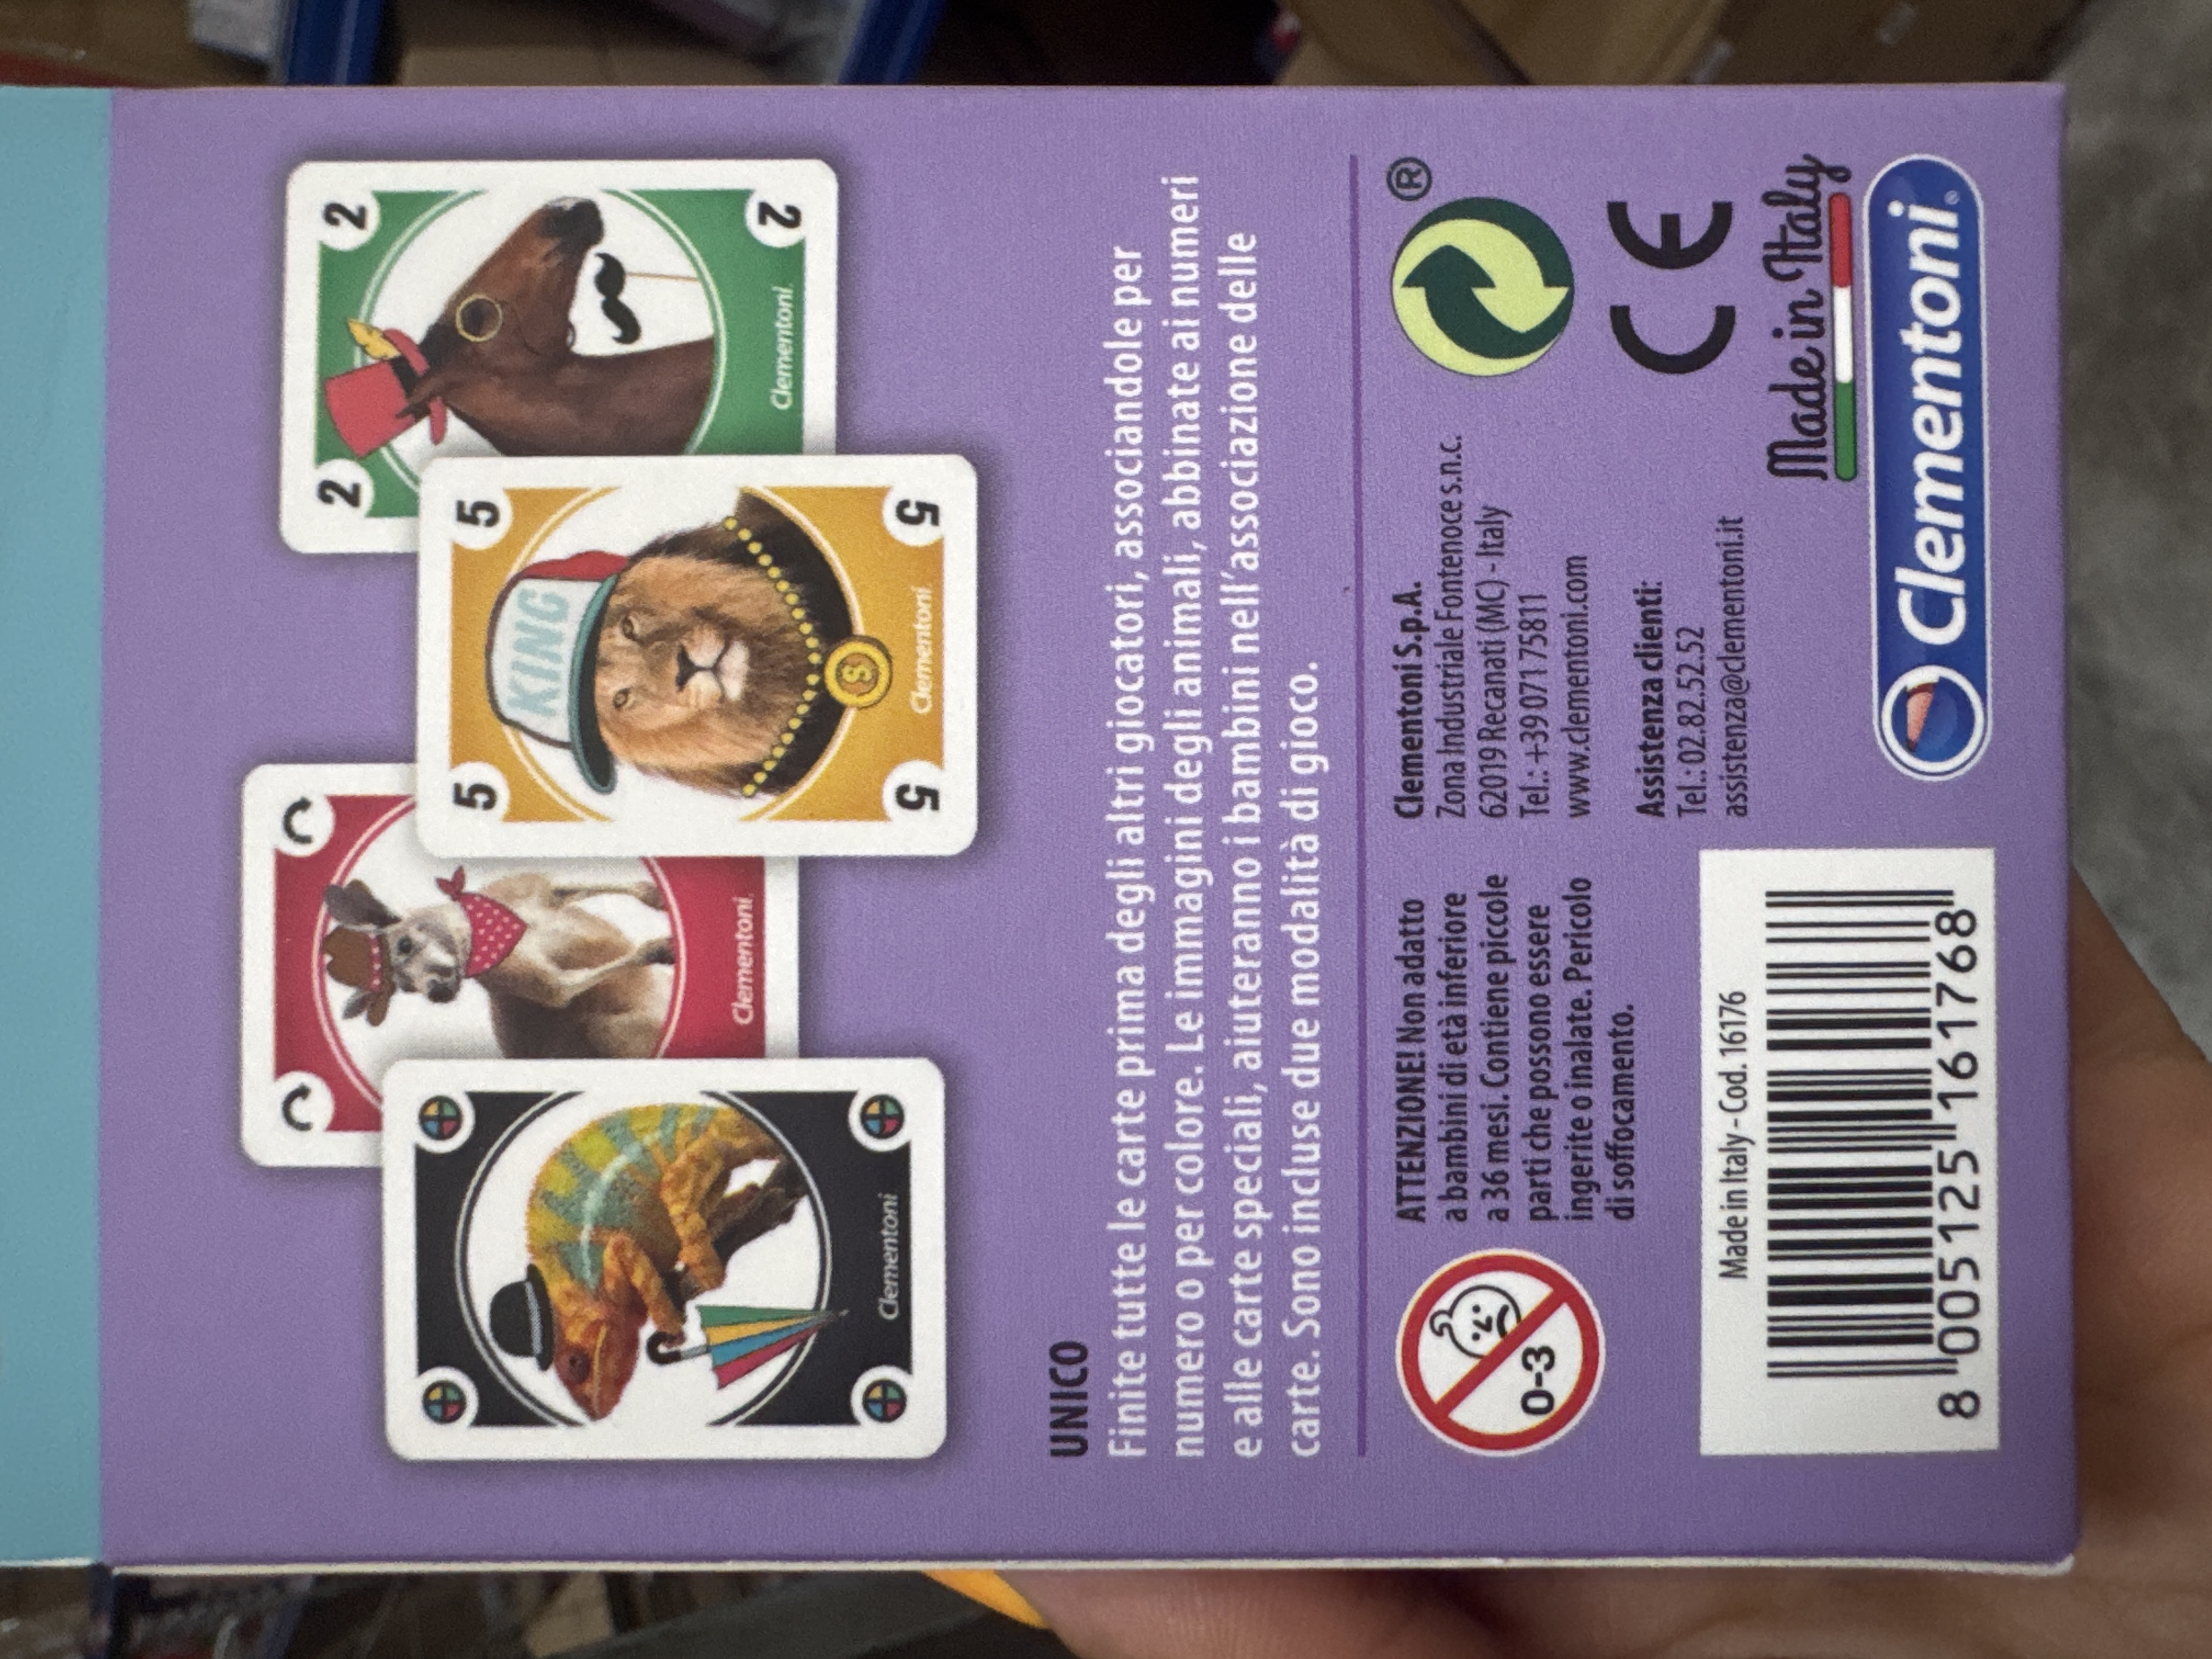 2
2
2
Clementoni
5
5
KING
5
5
Clementoni
Clementoni
Clementoni
UNICO
Finite tutte le carte prima degli altri giocatori, associandole per
numero o per colore. Le immagini degli animali, abbinate ai numeri
e alle carte speciali, aiuteranno i bambini nell'associazione delle
carte. Sono incluse due modalità di gioco.
0-3
ATTENZIONE! Non adatto
a bambini di età inferiore
a 36 mesi. Contiene piccole
parti che possono essere
ingerite o inalate. Pericolo
di soffocamento.
Clementoni S.p.A.
Zona Industriale Fontenoce s.n.c.
62019 Recanati (MC) - Italy
Tel.: +39 071 75811
www.clementoni.com
Assistenza clienti:
Tel.: 02.82.52.52
assistenza@clementoni.it
®
CE
Made in Italy
Clementoni®
Made in Italy - Cod. 16176
8 005125 161768